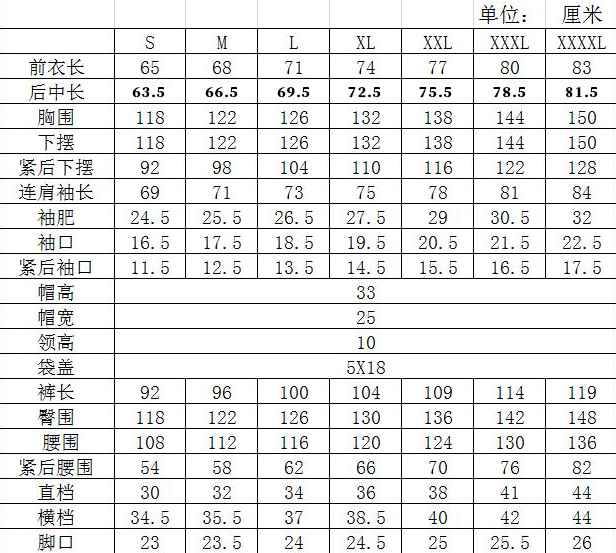 单位: 厘米
S M L XL XXL XXXL XXXXL
前衣长 65 68 71 74 77 80 83
后中长 63.5 66.5 69.5 72.5 75.5 78.5 81.5
胸围 118 122 126 132 138 144 150
下摆 118 122 126 132 138 144 150
紧后下摆 92 98 104 110 116 122 128
连肩袖长 69 71 73 75 78 81 84
袖肥 24.5 25.5 26.5 27.5 29 30.5 32
袖口 16.5 17.5 18.5 19.5 20.5 21.5 22.5
紧后袖口 11.5 12.5 13.5 14.5 15.5 16.5 17.5
帽高 33
帽宽 25
领高 10
袋盖 5X18
裤长 92 96 100 104 109 114 119
臀围 118 122 126 130 136 142 148
腰围 108 112 116 120 124 130 136
紧后腰围 54 58 62 66 70 76 82
直档 30 32 34 36 38 41 44
横档 34.5 35.5 37 38.5 40 42 44
脚口 23 23.5 24 24.5 25 25.5 26